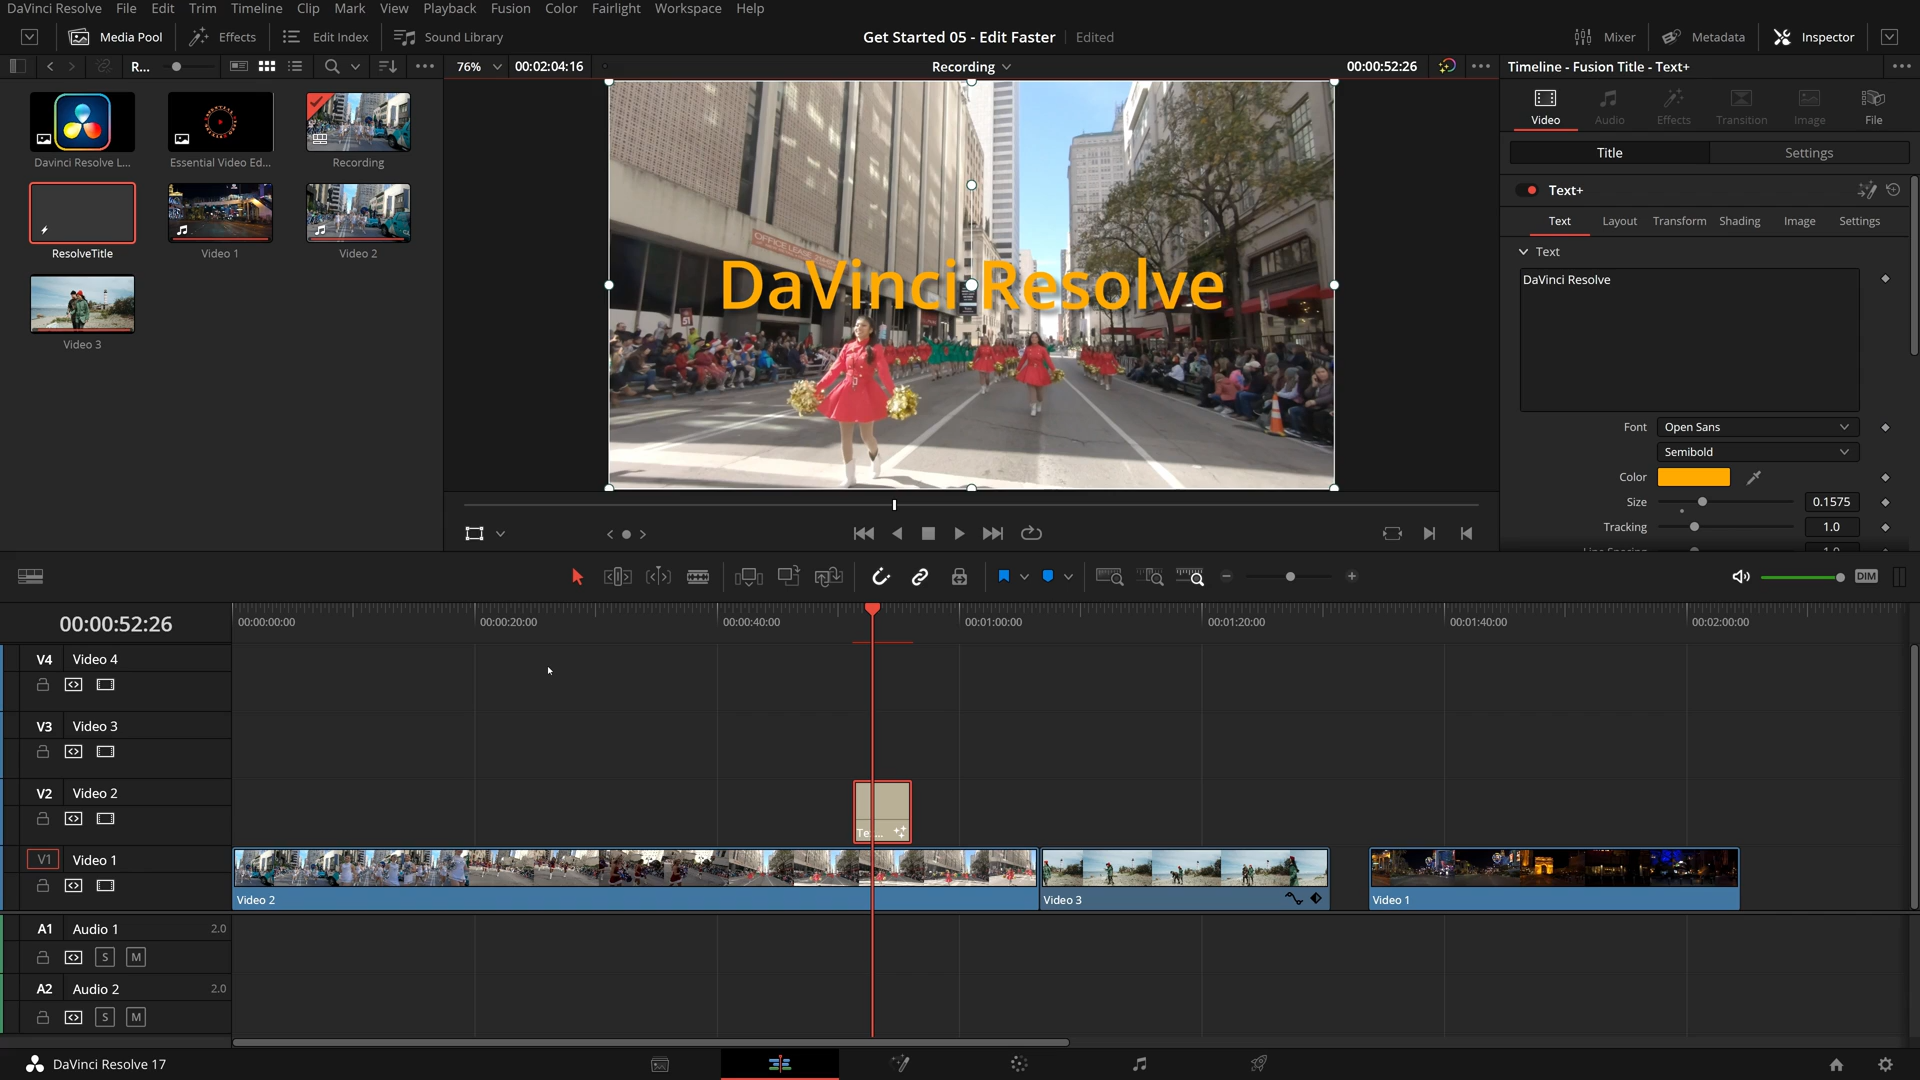 DaVinci Resolve File Edit Trim Timeline Clip Mark View Playback Fusion Color Fairlight Workspace Help
Media Pool Effects Edit Index Sound Library Get Started 05 - Edit Faster Edited Mixer Metadata Inspector
R... 76% 00:02:04:16 Recording 00:00:52:26 Timeline - Fusion Title - Text+
Davinci Resolve L... Essential Video Ed... Recording
ResolveTitle Video 1 Video 2
Video 3
OFFICE LEASE
DaVinci Resolve
Video Audio Effects Transition Image File
Title Settings
Text+
Text Layout Transform Shading Image Settings
Text
DaVinci Resolve
Font Open Sans
Semibold
Color
Size 0.1575
Tracking 1.0
Line Spacing 1.0
DIM
00:00:52:26 00:00:00:00 00:00:20:00 00:00:40:00 00:01:00:00 00:01:20:00 00:01:40:00 00:02:00:00
V4 Video 4
V3 Video 3
V2 Video 2
Te...
V1 Video 1
Video 2 Video 3 Video 1
A1 Audio 1 2.0
S M
A2 Audio 2 2.0
S M
DaVinci Resolve 17